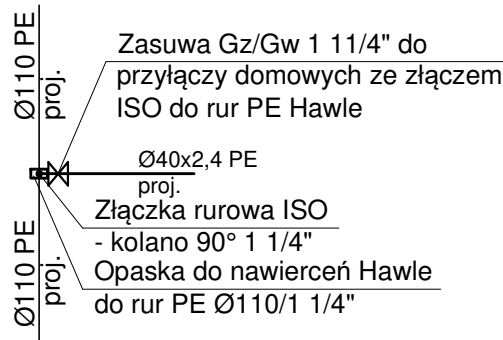 Ø110 PE
proj.
Zasuwa Gz/Gw 1 11/4" do
przyłączy domowych ze złączem
ISO do rur PE Hawle
Ø40x2,4 PE
proj.
Złączka rurowa ISO
- kolano 90° 1 1/4"
Opaska do nawierceń Hawle
do rur PE Ø110/1 1/4"
Ø110 PE
proj.